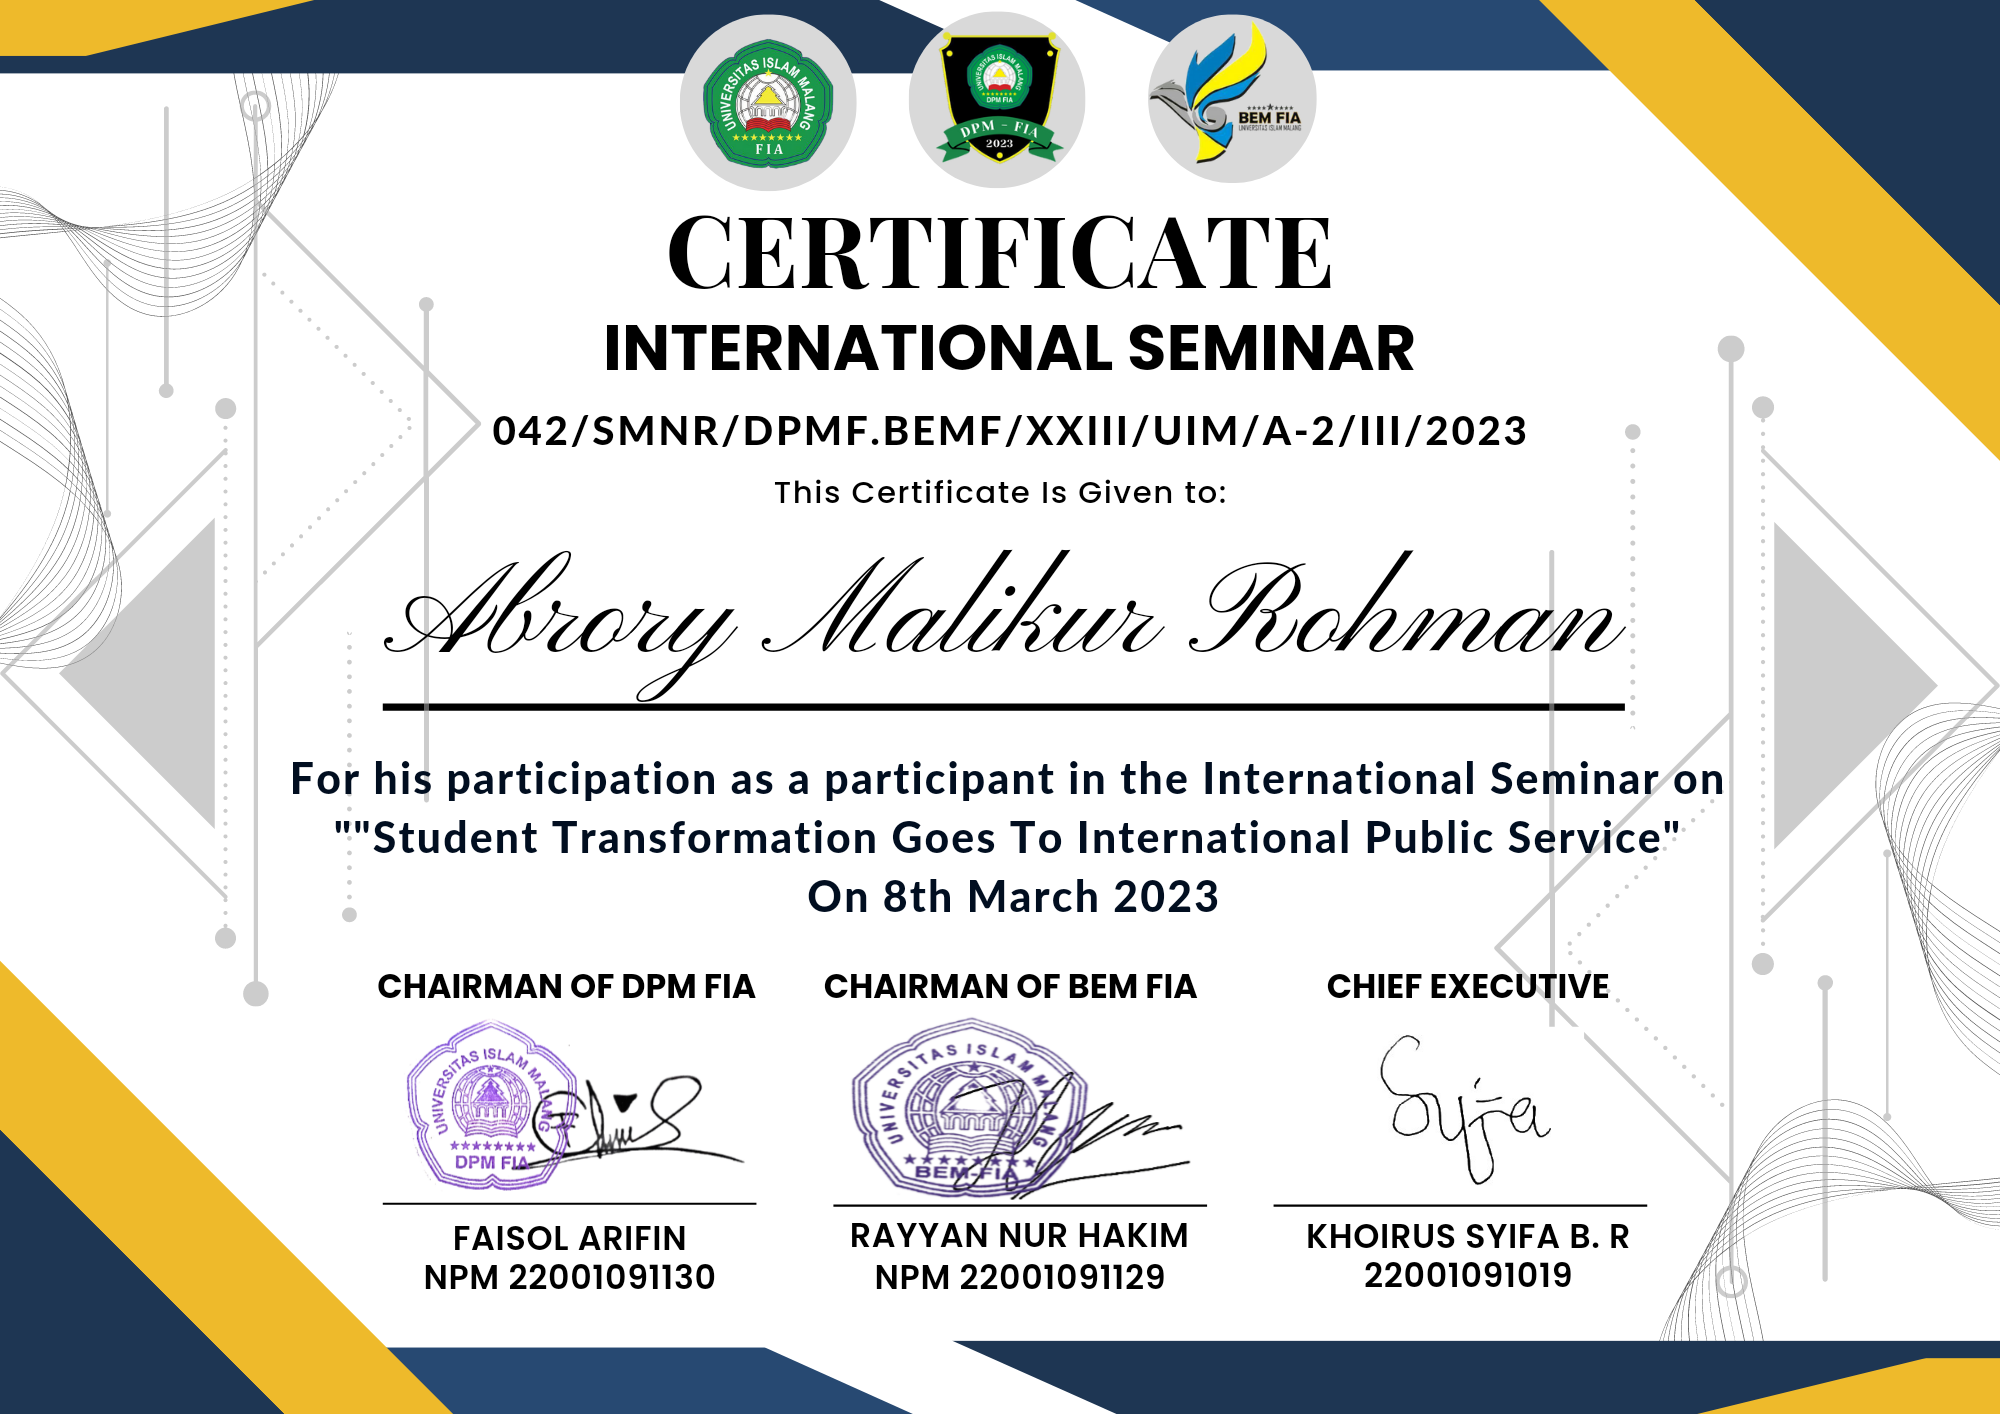 UNIVERSITAS ISLAM MALANG
FIA
UNIVERSITAS ISLAM MALANG
DPM FIA
DPM - FIA
2023
BEM FIA
UNIVERSITAS ISLAM MALANG
CERTIFICATE
INTERNATIONAL SEMINAR
042/SMNR/DPMF.BEMF/XXIII/UIM/A-2/III/2023
This Certificate Is Given to:
Abrory Malikur Rohman
For his participation as a participant in the International Seminar on
""Student Transformation Goes To International Public Service"
On 8th March 2023
CHAIRMAN OF DPM FIA
CHAIRMAN OF BEM FIA
CHIEF EXECUTIVE
UNIVERSITAS ISLAM MALANG
DPM FIA
UNIVERSITAS ISLAM MALANG
BEM-FIA
Syifa
FAISOL ARIFIN
NPM 22001091130
RAYYAN NUR HAKIM
NPM 22001091129
KHOIRUS SYIFA B. R
22001091019